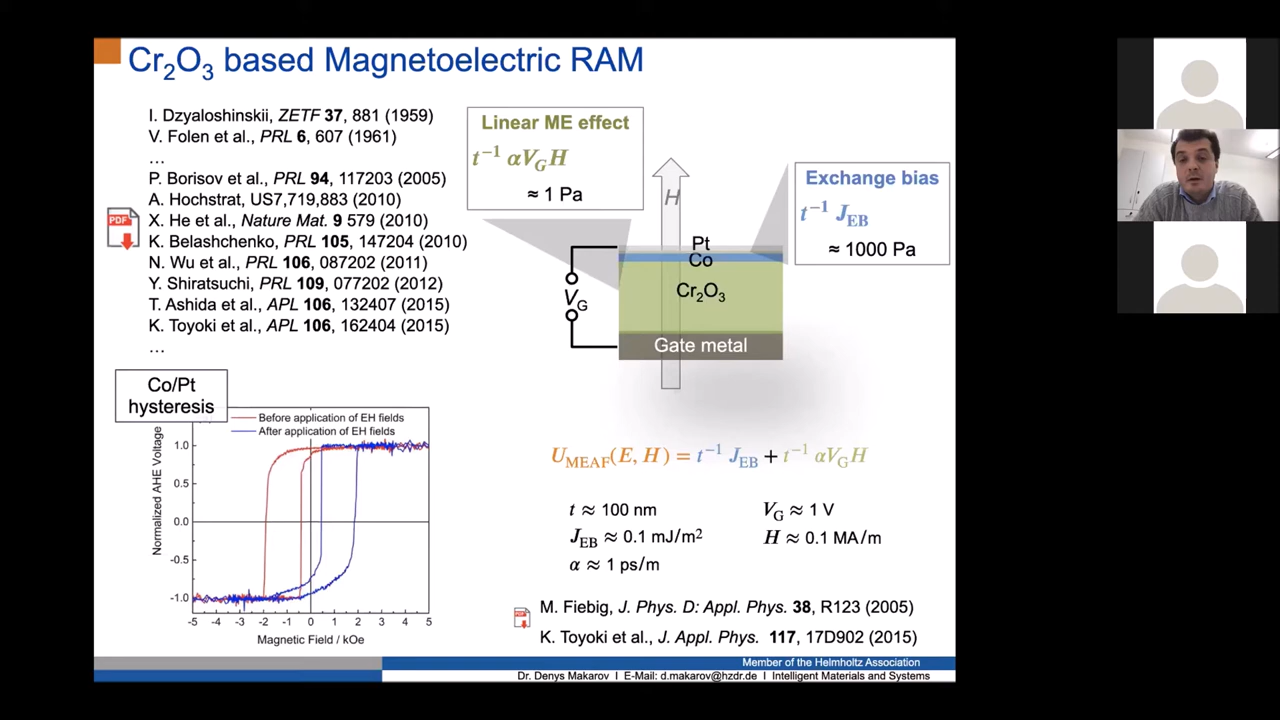 Cr₂O₃ based Magnetoelectric RAM
I. Dzyaloshinskii, ZETF 37, 881 (1959)
V. Folen et al., PRL 6, 607 (1961)
...
P. Borisov et al., PRL 94, 117203 (2005)
A. Hochstrat, US7,719,883 (2010)
X. He et al., Nature Mat. 9 579 (2010)
K. Belashchenko, PRL 105, 147204 (2010)
N. Wu et al., PRL 106, 087202 (2011)
Y. Shiratsuchi, PRL 109, 077202 (2012)
T. Ashida et al., APL 106, 132407 (2015)
K. Toyoki et al., APL 106, 162404 (2015)
...
PDF
Linear ME effect
t⁻¹ αV_G H
≈ 1 Pa
H
Exchange bias
t⁻¹ J_EB
≈ 1000 Pa
Pt
Co
Cr₂O₃
V_G
Gate metal
Co/Pt
hysteresis
Before application of EH fields
After application of EH fields
Normalized AHE Voltage
1.0
0.5
0.0
-0.5
-1.0
-5 -4 -3 -2 -1 0 1 2 3 4 5
Magnetic Field / kOe
U_MEAF(E, H) = t⁻¹ J_EB + t⁻¹ αV_G H
t ≈ 100 nm
V_G ≈ 1 V
J_EB ≈ 0.1 mJ/m²
H ≈ 0.1 MA/m
α ≈ 1 ps/m
M. Fiebig, J. Phys. D: Appl. Phys. 38, R123 (2005)
K. Toyoki et al., J. Appl. Phys. 117, 17D902 (2015)
Member of the Helmholtz Association
Dr. Denys Makarov I E-Mail: d.makarov@hzdr.de I Intelligent Materials and Systems